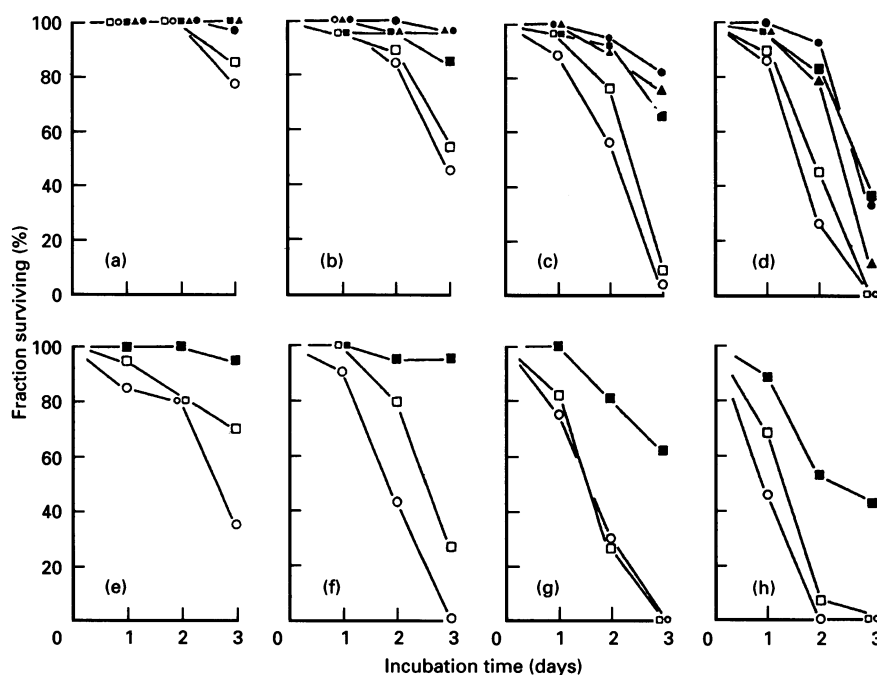 100
80
60
40
20
0
(a)
(b)
(c)
(d)
100
80
60
40
20
(e)
(f)
(g)
(h)
0 1 2 3 0 1 2 3 0 1 2 3 0 1 2 3
Incubation time (days)
Fraction surviving (%)